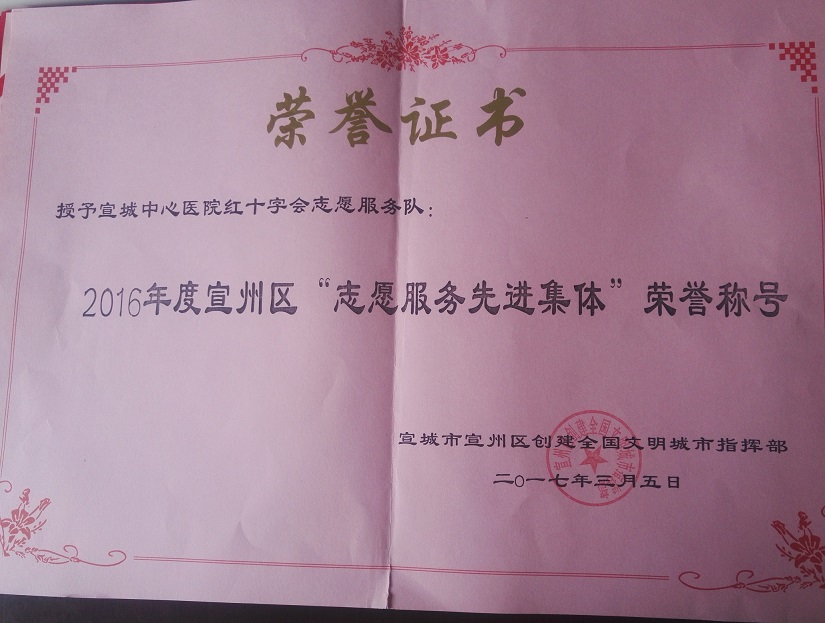 荣誉证书
授予宣城中心医院红十字会志愿服务队：
2016年度宣州区“志愿服务先进集体”荣誉称号
宣城市宣州区创建全国文明城市指挥部
二〇一七年三月五日